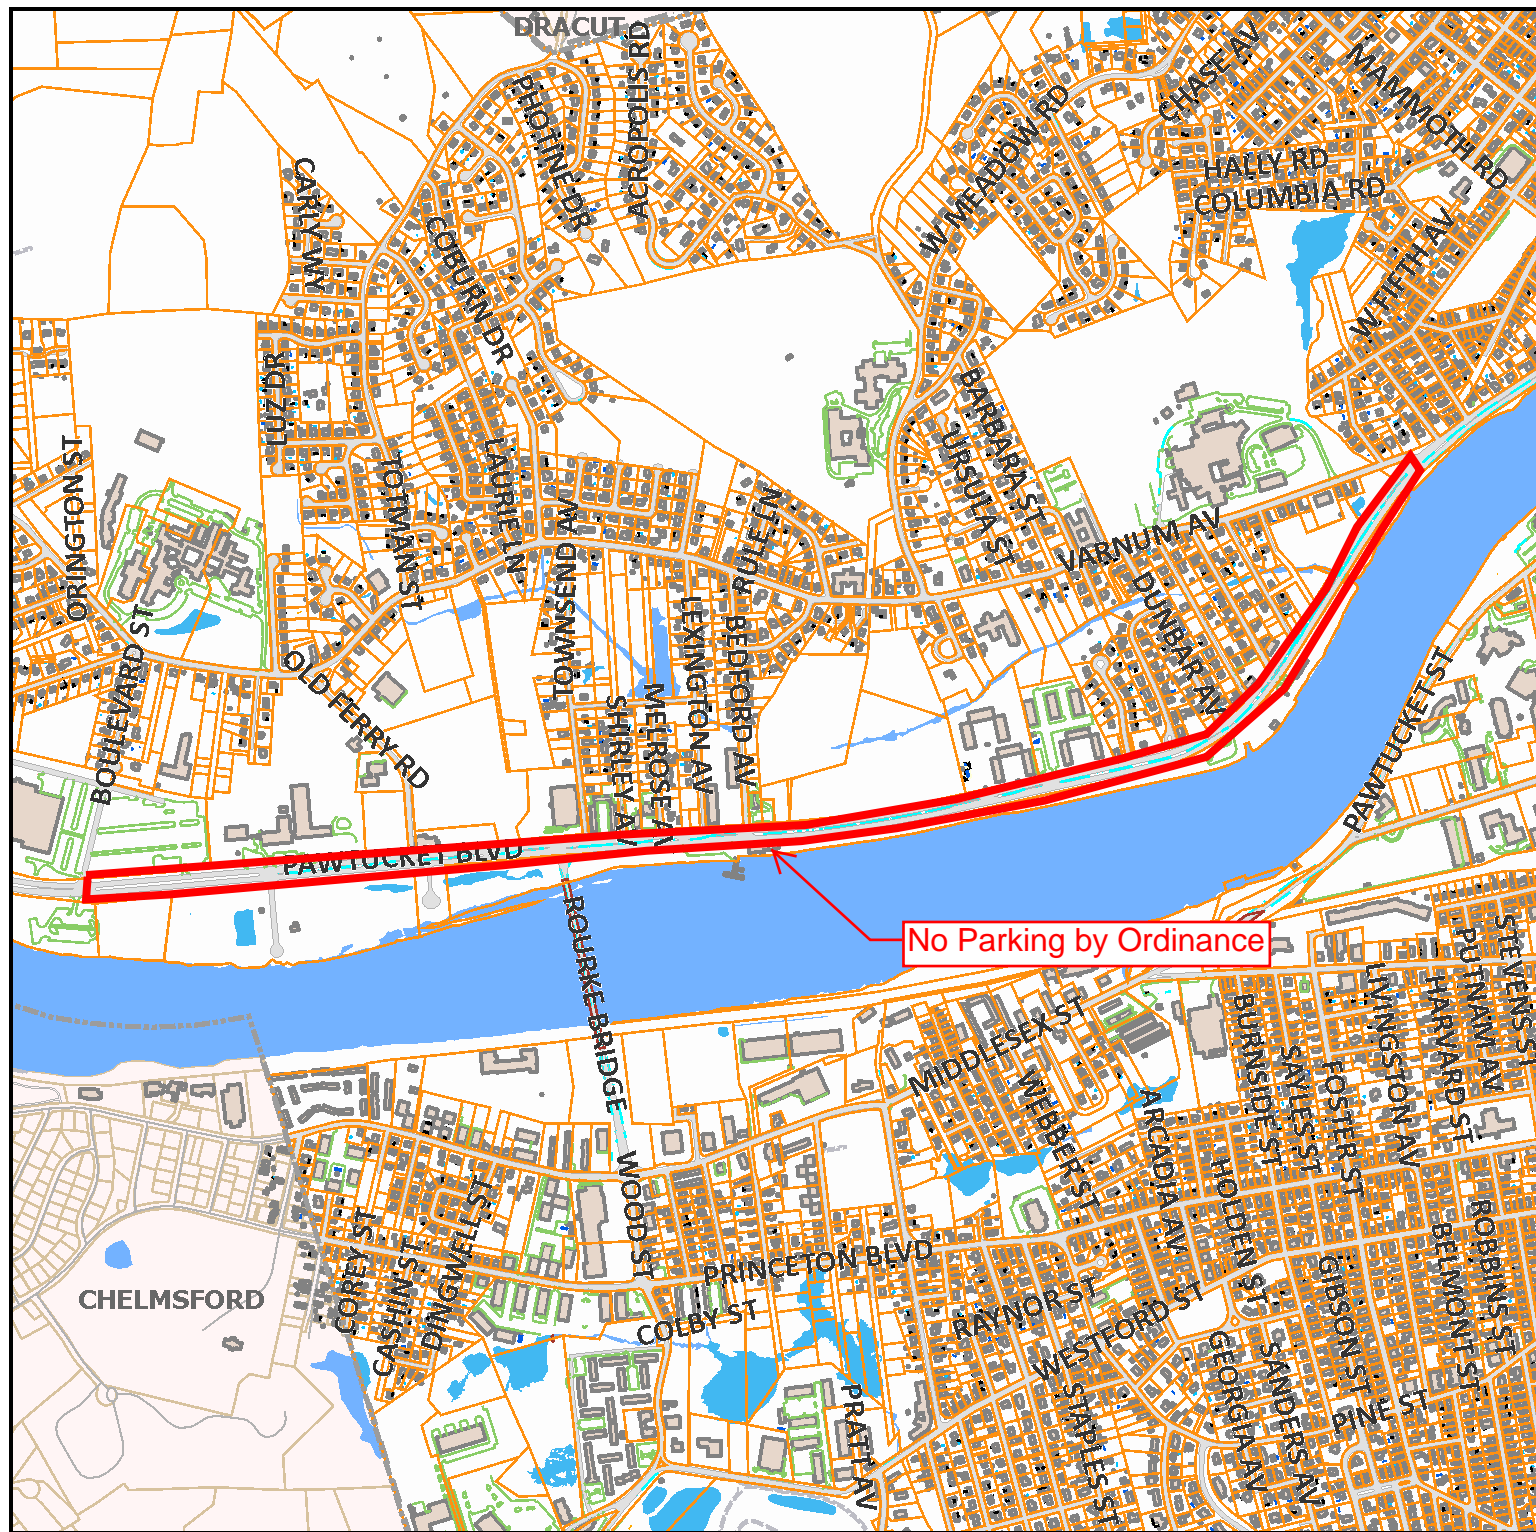 DRACUT
ACROPOLIS RD
PHOTINE DR
CHASE AV
MAMMOTH RD
W MEADOW RD
HALLY RD
COLUMBIA RD
CARLY WY
COBURN DR
W FIFTH AV
LUZ DR
BARBARA ST
URSULA ST
ORINGTON ST
TOTMAN ST
LAURIE LN
TOWNSEND AV
RULE LN
VARNUM AV
DUNBAR AV
BOULEVARD ST
OLD FERRY RD
SHIRLEY AV
MELROSE AV
LEXINGTON AV
BEDFORD AV
PAWTUCKET ST
PAWTUCKET BLVD
No Parking by Ordinance
ROURKE BRIDGE
MIDDLESEX ST
WEBBER ST
ARCADIA AV
BURNSIDE ST
SAYLES ST
FOSTER ST
LIVINGSTON AV
HARVARD ST
PUTNAM AV
STEVENS ST
HOLDEN ST
WOOD ST
COREY ST
CASHIN ST
DINGWELL ST
PRINCETON BLVD
COLBY ST
CHELMSFORD
RAYNOR ST
WESTFORD ST
GIBSON ST
BELMONT ST
ROBBINS ST
GEORGIA AV
SANDERS AV
PINE ST
PRATT AV
STAPLES ST